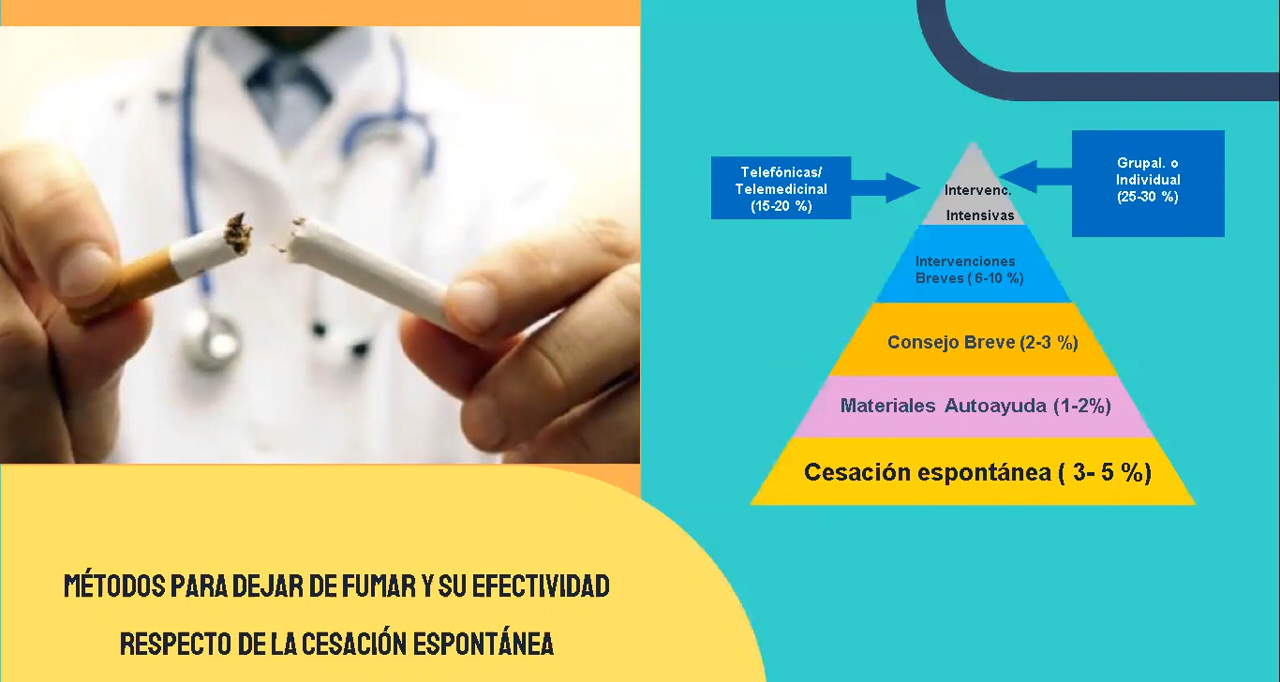 Telefónicas/
Telemedicinal
(15-20 %)
Grupal. o
Individual
(25-30 %)
Intervenc.
Intensivas
Intervenciones
Breves ( 6-10 %)
Consejo Breve (2-3 %)
Materiales Autoayuda (1-2%)
Cesación espontánea ( 3- 5 %)
MÉTODOS PARA DEJAR DE FUMAR Y SU EFECTIVIDAD
RESPECTO DE LA CESACIÓN ESPONTÁNEA